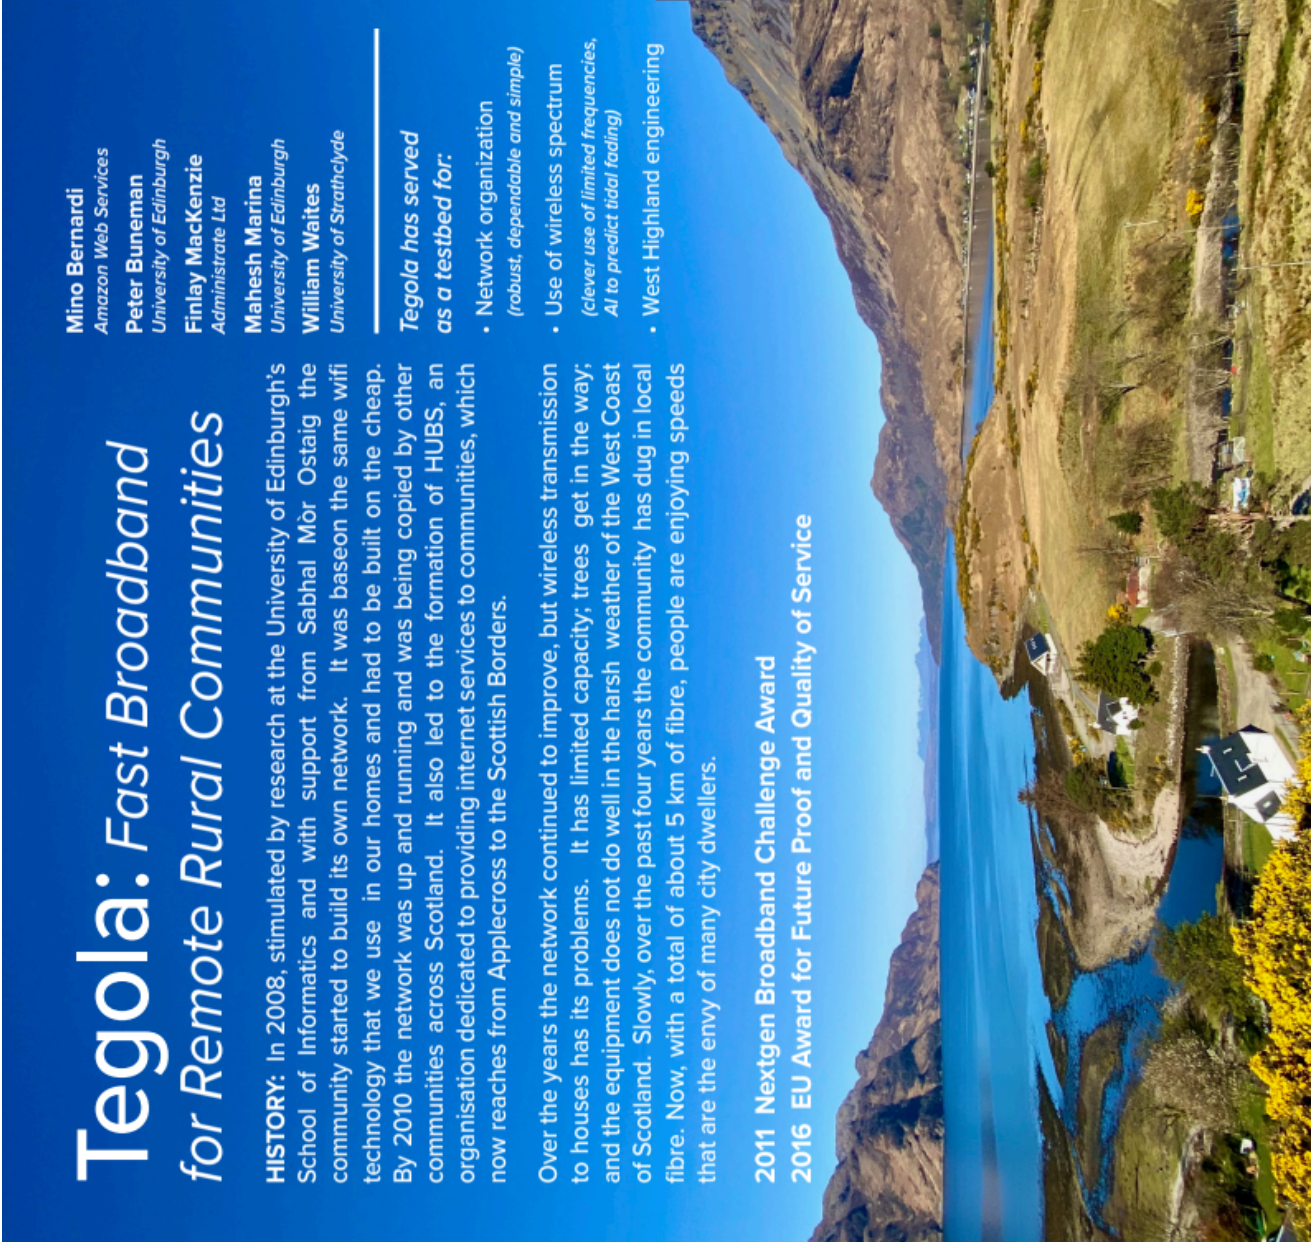 Tegola: Fast Broadband
for Remote Rural Communities
HISTORY: In 2008, stimulated by research at the University of Edinburgh's
School of Informatics and with support from Sabhal Mòr Ostaig the
community started to build its own network. It was baseon the same wifi
technology that we use in our homes and had to be built on the cheap.
By 2010 the network was up and running and was being copied by other
communities across Scotland. It also led to the formation of HUBS, an
organisation dedicated to providing internet services to communities, which
now reaches from Applecross to the Scottish Borders.
Over the years the network continued to improve, but wireless transmission
to houses has its problems. It has limited capacity; trees get in the way;
and the equipment does not do well in the harsh weather of the West Coast
of Scotland. Slowly, over the past four years the community has dug in local
fibre. Now, with a total of about 5 km of fibre, people are enjoying speeds
that are the envy of many city dwellers.
2011 Nextgen Broadband Challenge Award
2016 EU Award for Future Proof and Quality of Service
Mino Bernardi
Amazon Web Services
Peter Buneman
University of Edinburgh
Finlay MacKenzie
Administrate Ltd
Mahesh Marina
University of Edinburgh
William Waites
University of Strathclyde
Tegola has served
as a testbed for:
• Network organization
(robust, dependable and simple)
• Use of wireless spectrum
(clever use of limited frequencies,
AI to predict tidal fading)
• West Highland engineering